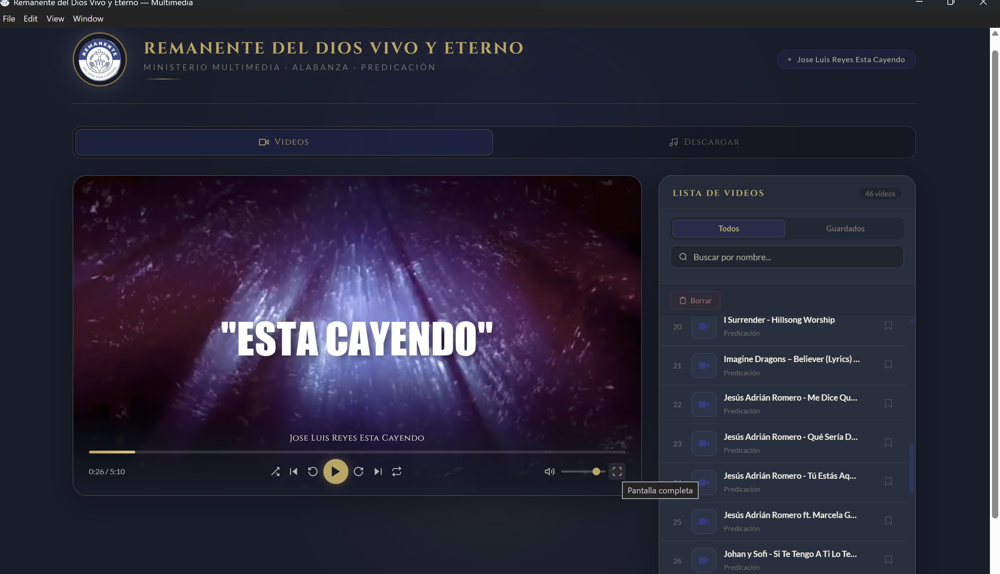 Remanente del Dios Vivo y Eterno — Multimedia
File Edit View Window
REMANENTE
DEL DIOS VIVO Y ETERNO
REMANENTE DEL DIOS VIVO Y ETERNO
MINISTERIO MULTIMEDIA · ALABANZA · PREDICACIÓN
Jose Luis Reyes Esta Cayendo
Videos
Descargar
"ESTA CAYENDO"
Jose Luis Reyes Esta Cayendo
0:26 / 5:10
Pantalla completa
LISTA DE VIDEOS
46 videos
Todos
Guardados
Buscar por nombre...
Borrar
20
I Surrender - Hillsong Worship
Predicación
21
Imagine Dragons – Believer (Lyrics) ...
Predicación
22
Jesús Adrián Romero - Me Dice Qu...
Predicación
23
Jesús Adrián Romero - Qué Sería D...
Predicación
Jesús Adrián Romero - Tú Estás Aq...
Predicación
25
Jesús Adrián Romero ft. Marcela G...
Predicación
26
Johan y Sofi - Si Te Tengo A Ti Lo Te...
Predicación